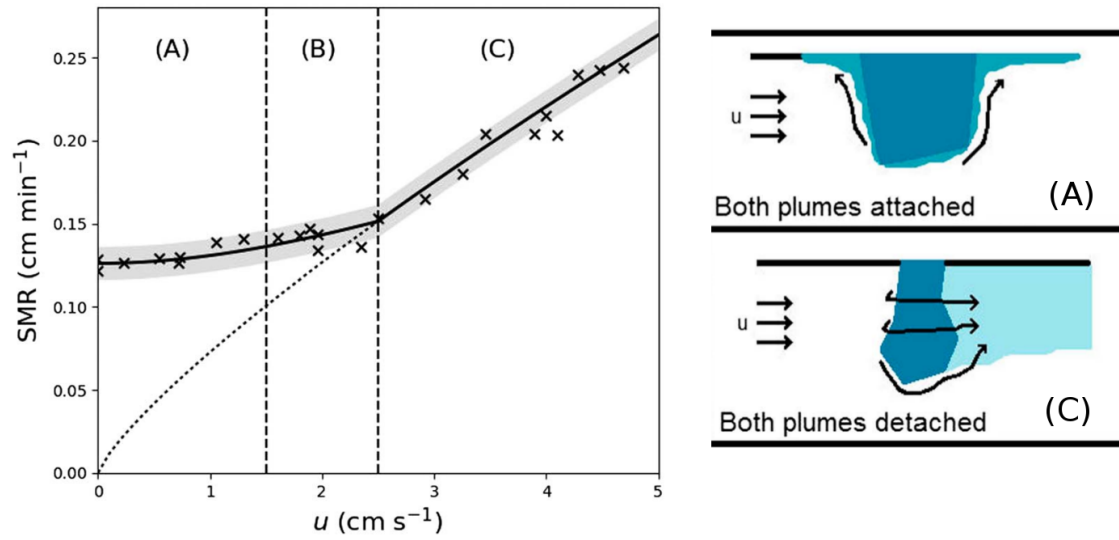 (A)
(B)
(C)
0.25
0.20
0.15
0.10
0.05
0.00
SMR (cm min⁻¹)
0
1
2
3
4
5
u (cm s⁻¹)
u
(A)
Both plumes attached
u
(C)
Both plumes detached